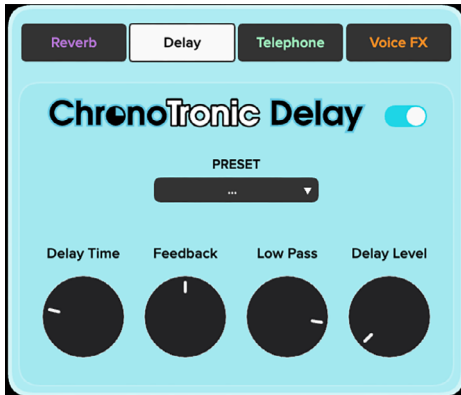 Reverb
Delay
Telephone
Voice FX
ChronoTronic Delay
PRESET
...
Delay Time
Feedback
Low Pass
Delay Level